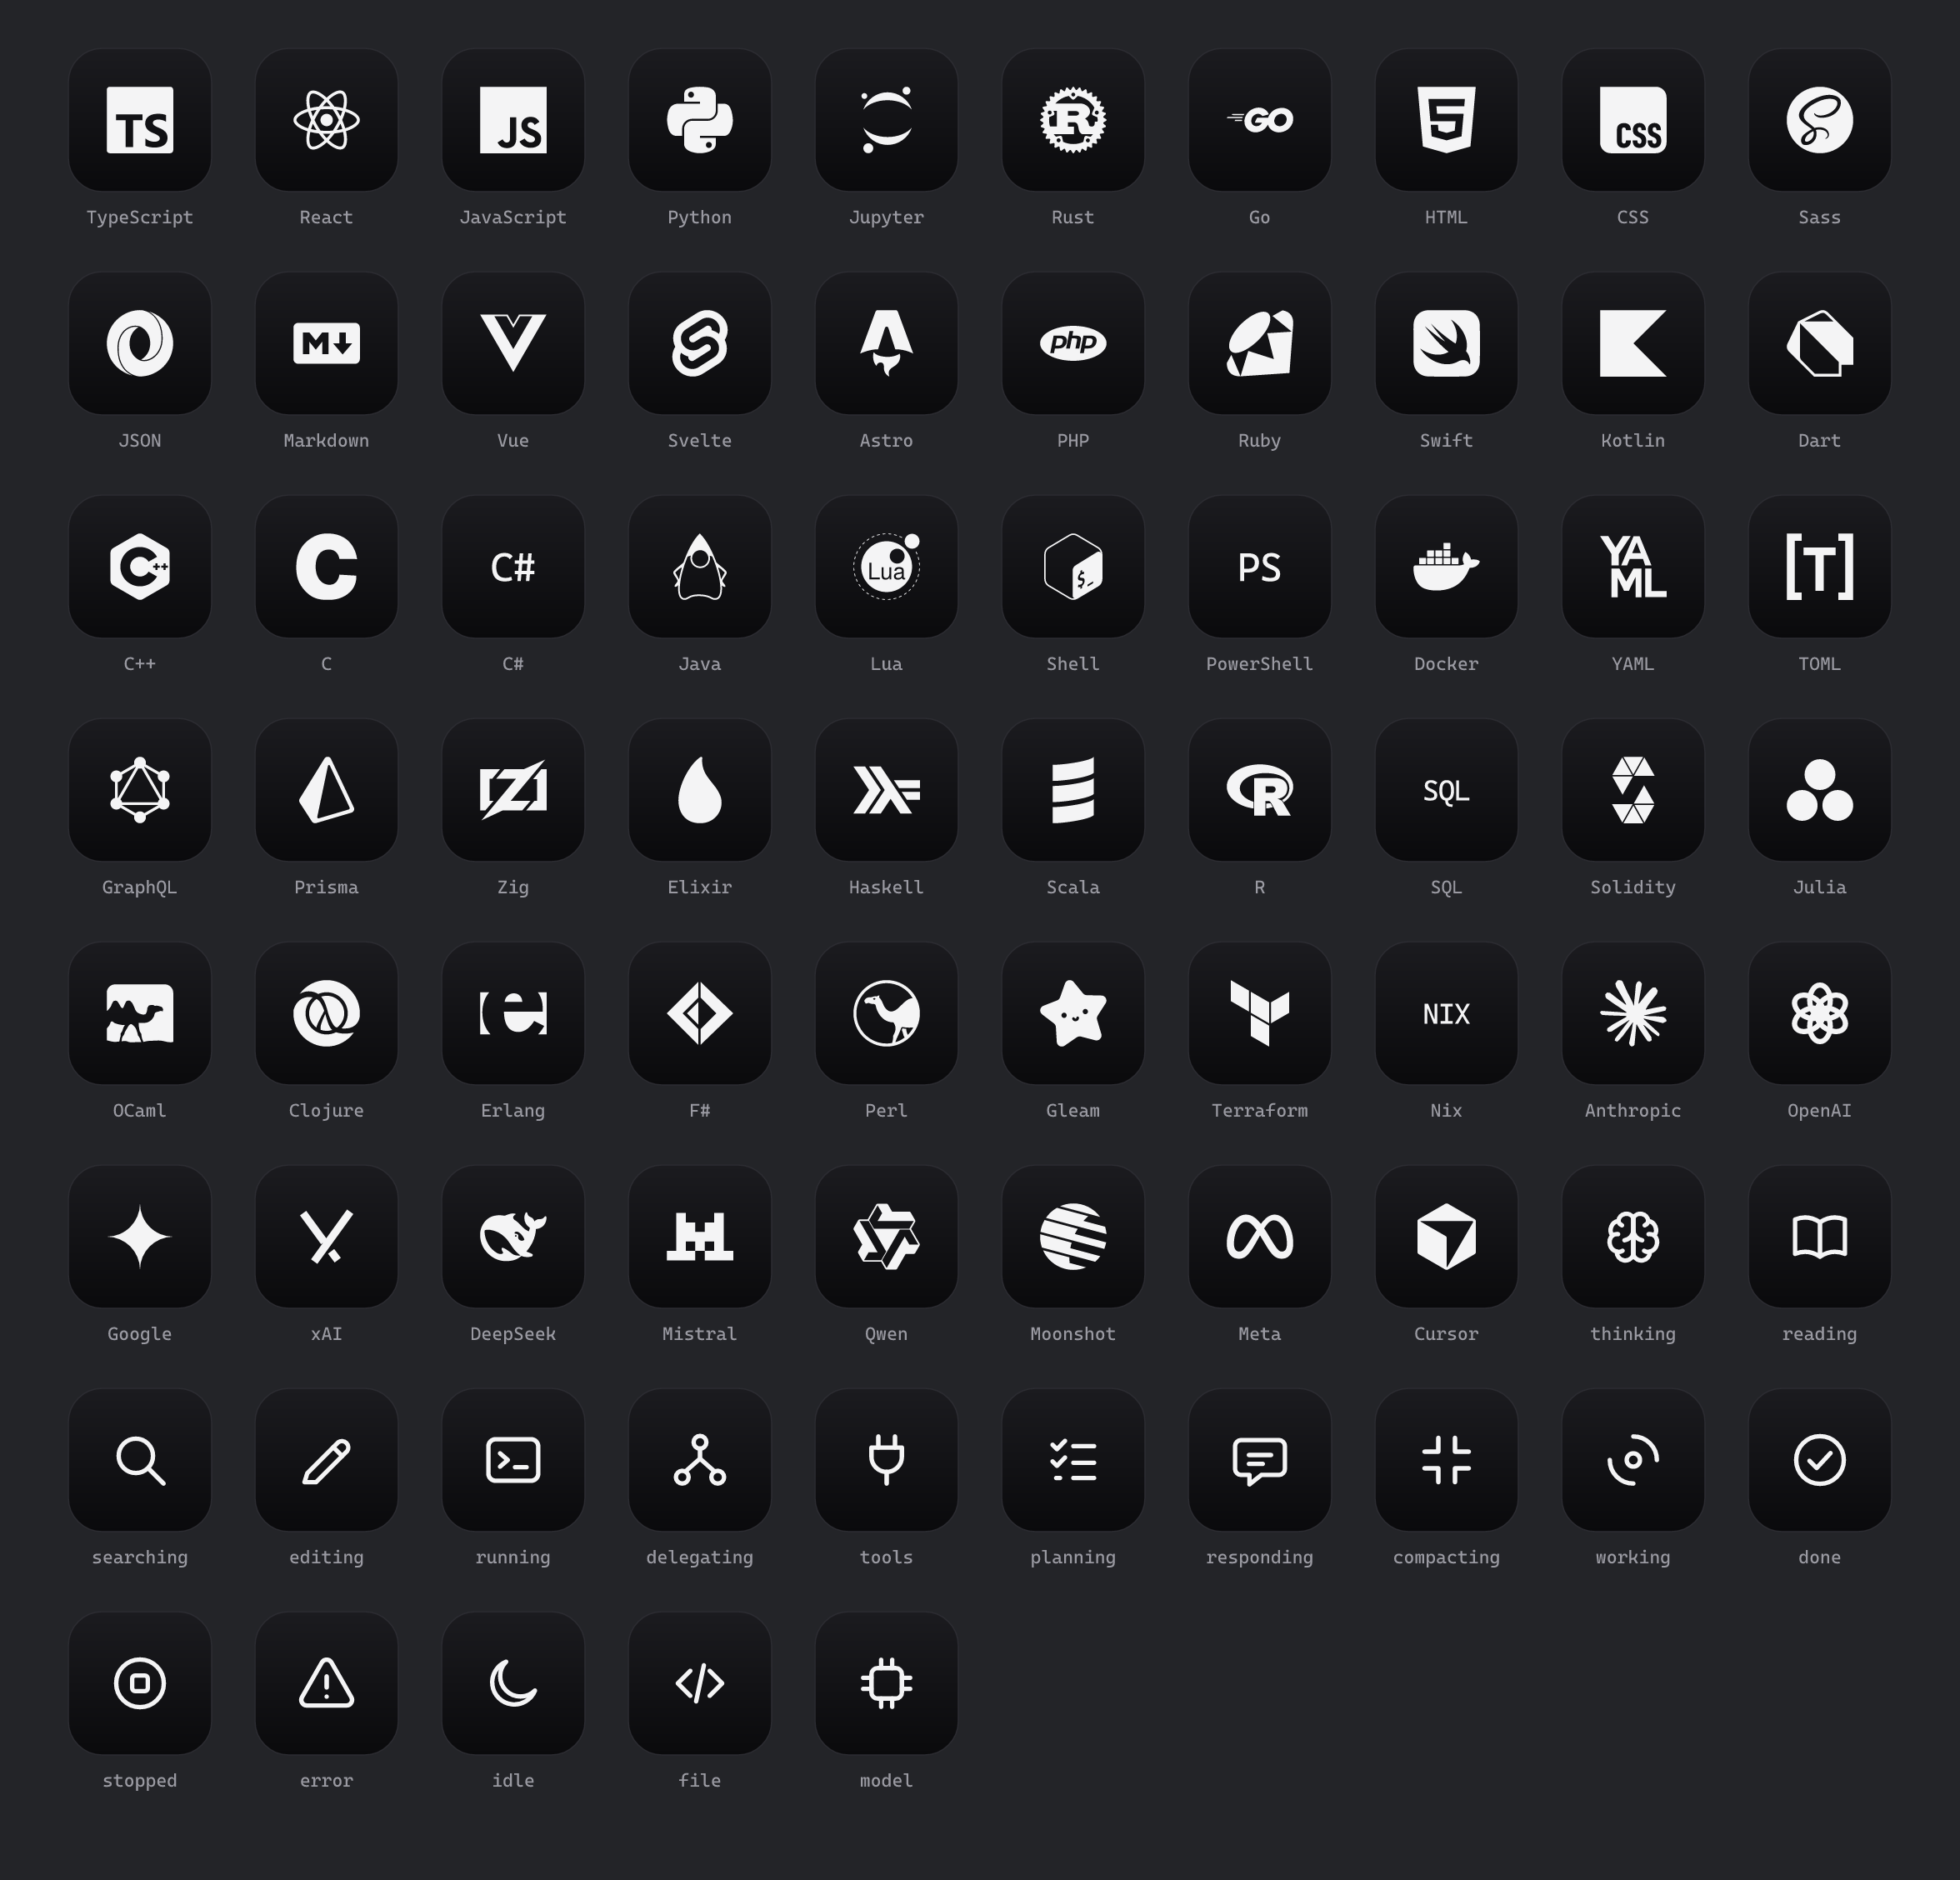 TS
JS
GO
5
CSS
TypeScript
React
JavaScript
Python
Jupyter
Rust
Go
HTML
CSS
Sass
M
php
JSON
Markdown
Vue
Svelte
Astro
PHP
Ruby
Swift
Kotlin
Dart
C++
C
C#
Lua
$_
PS
YA
ML
[T]
C++
C
C#
Java
Lua
Shell
PowerShell
Docker
YAML
TOML
Z
R
SQL
GraphQL
Prisma
Zig
Elixir
Haskell
Scala
R
SQL
Solidity
Julia
e
NIX
OCaml
Clojure
Erlang
F#
Perl
Gleam
Terraform
Nix
Anthropic
OpenAI
Google
xAI
DeepSeek
Mistral
Qwen
Moonshot
Meta
Cursor
thinking
reading
searching
editing
running
delegating
tools
planning
responding
compacting
working
done
stopped
error
idle
file
model